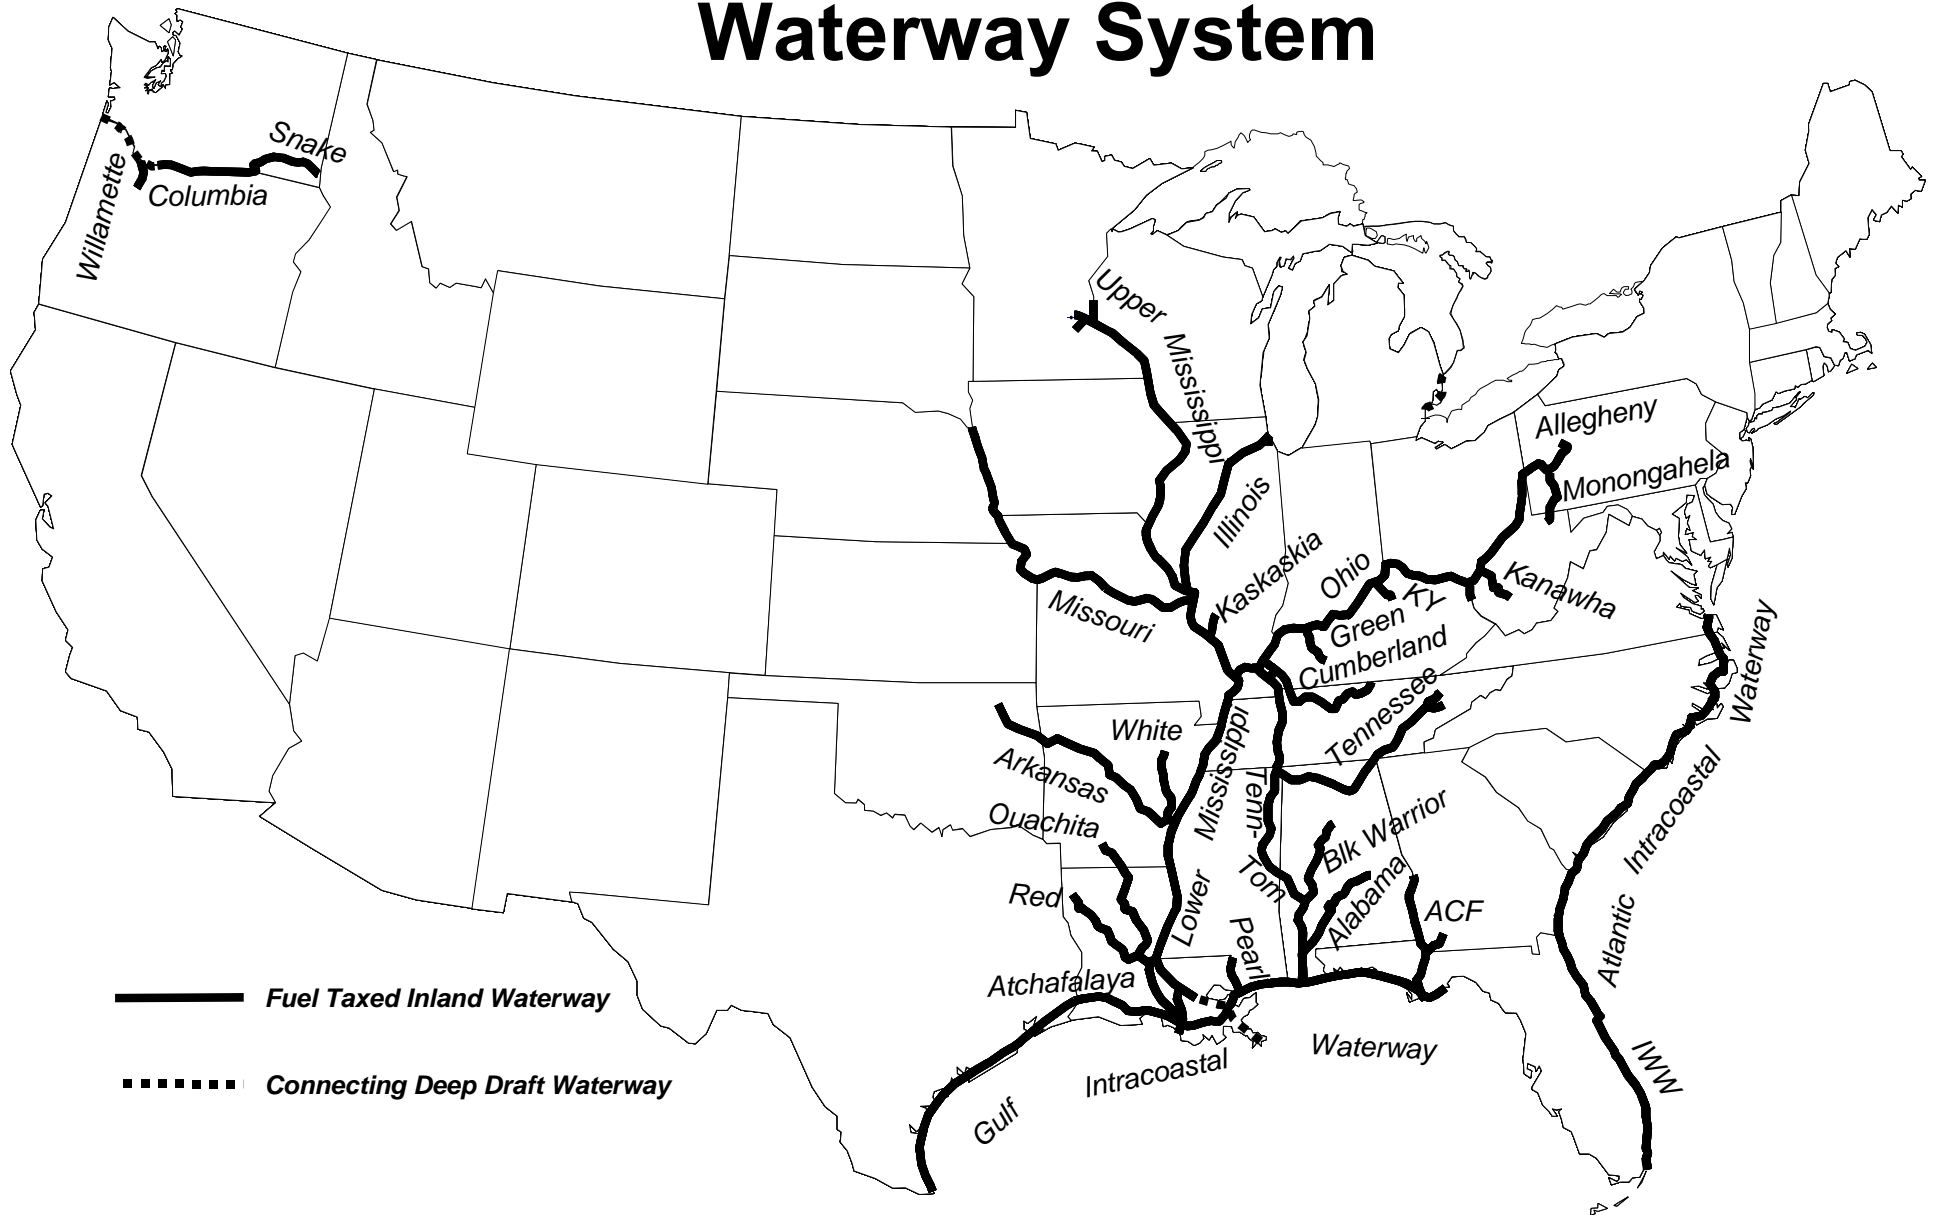 Waterway System
Snake
Columbia
Willamette
Upper
Mississippi
Illinois
Kaskaskia
Missouri
Ohio
KY
Green
Cumberland
Tennessee
Allegheny
Monongahela
Kanawha
White
Arkansas
Ouachita
Red
Atchafalaya
Lower
Mississippi
Tenn-
Tom
Blk Warrior
Alabama
Pearl
ACF
Gulf
Intracoastal
Waterway
Atlantic
Intracoastal
Waterway
IWW
Fuel Taxed Inland Waterway
Connecting Deep Draft Waterway